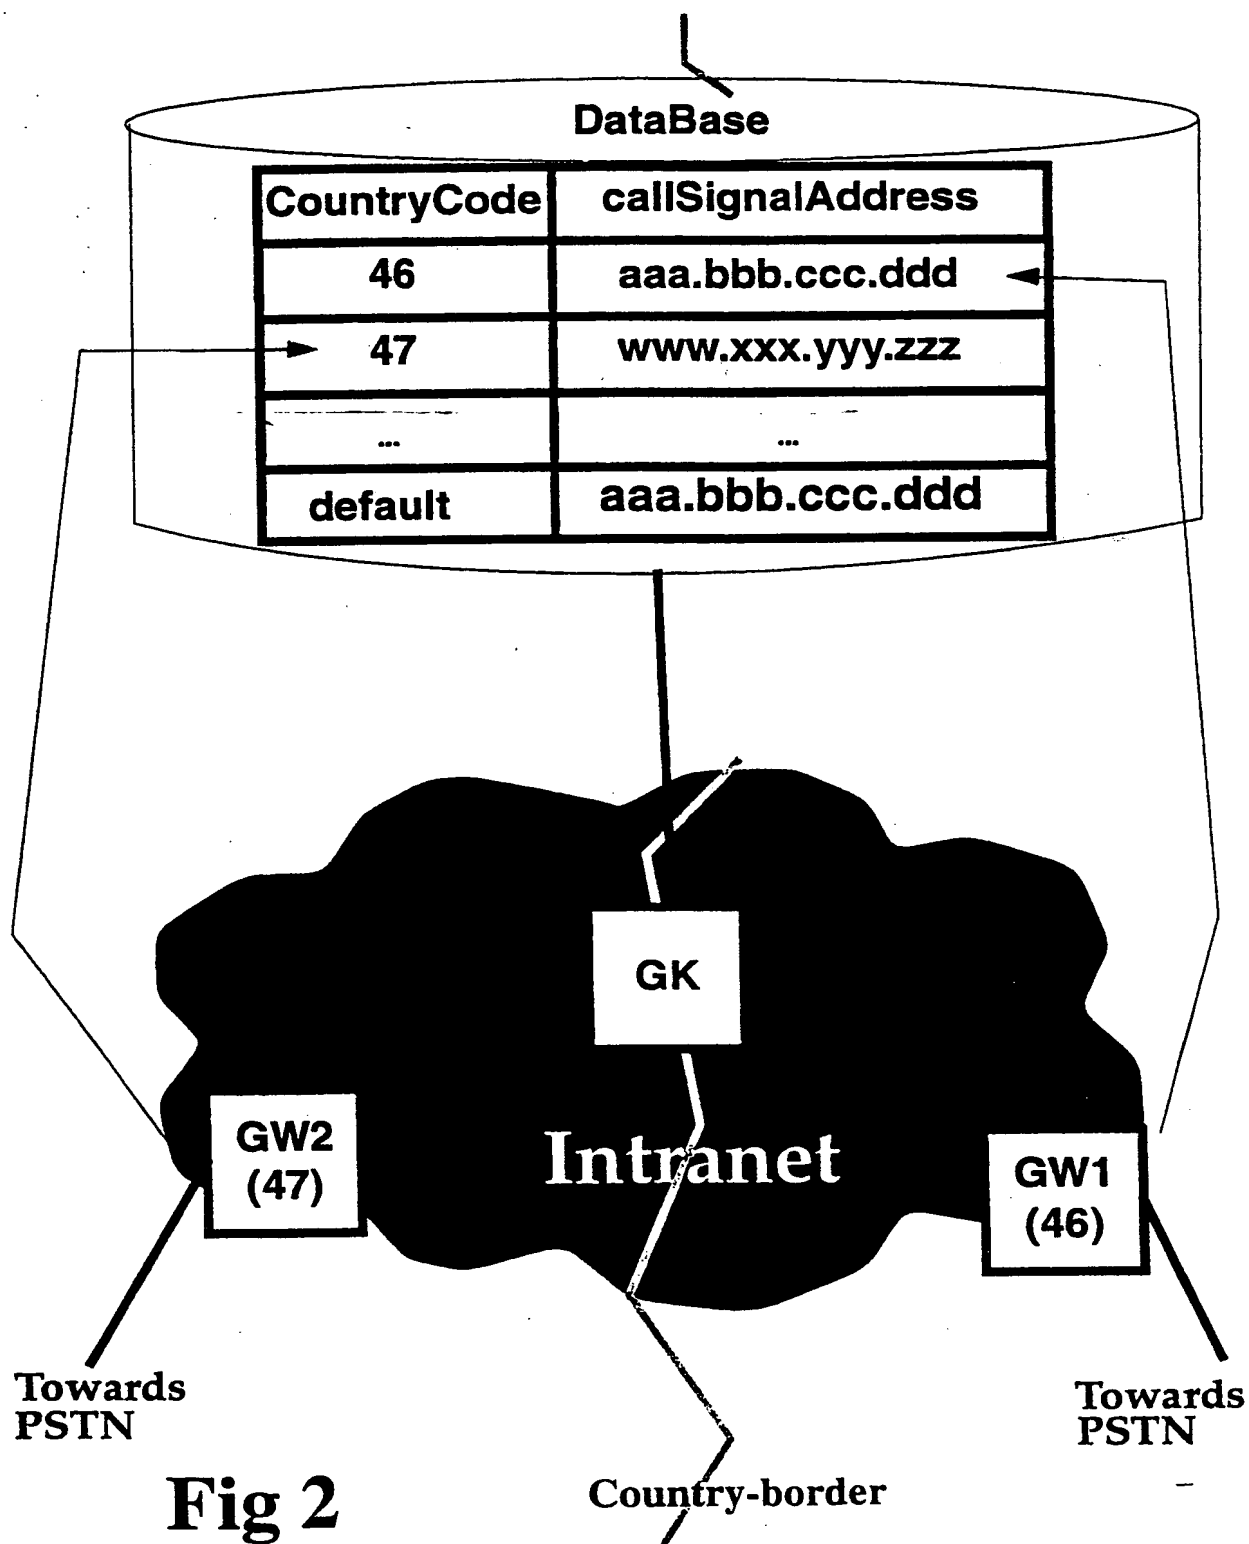 DataBase
CountryCode callSignalAddress
46 aaa.bbb.ccc.ddd
47 www.xxx.yyy.zzz
... ...
default aaa.bbb.ccc.ddd
GK
GW2
(47)
Intranet
GW1
(46)
Towards
PSTN
Towards
PSTN
Country-border
Fig 2